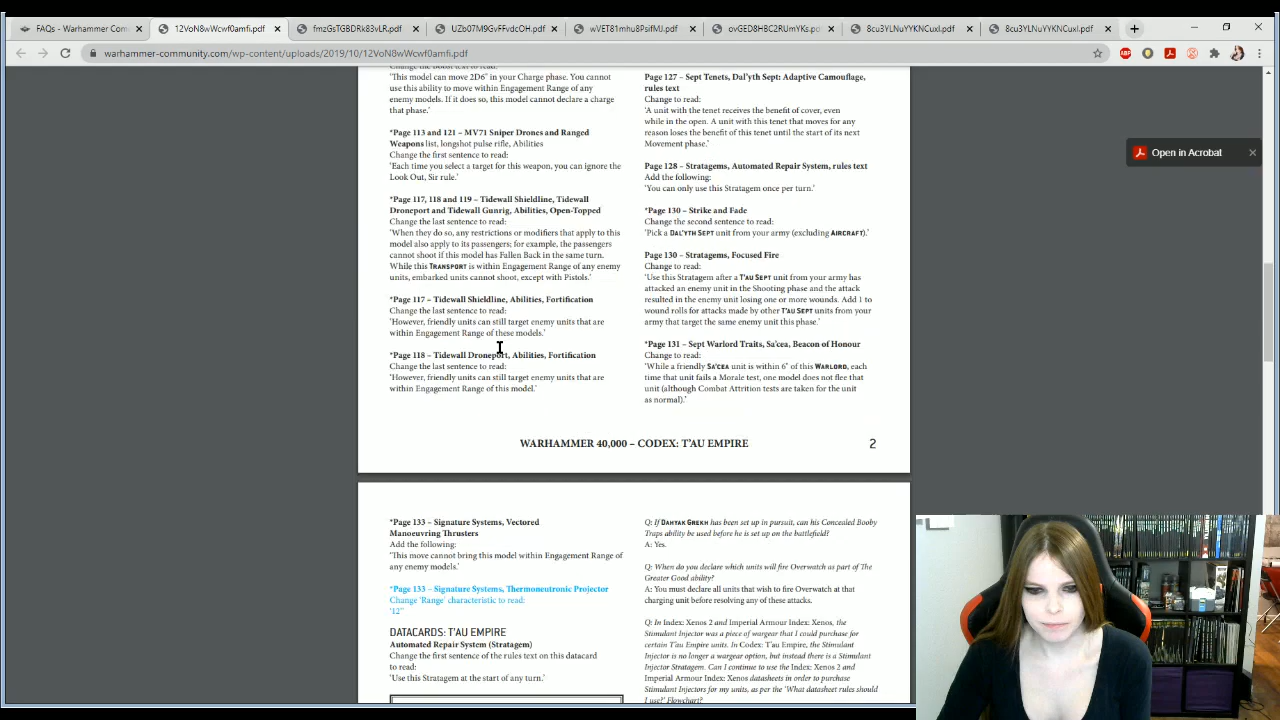 FAQs - Warhammer Com
12VoN8wWcwf0amfi.pdf
fmzGsTGBDRk83vLR.pdf
UZb07M9GvFFvdcOH.pdf
wVET81mhu8PsifMJ.pdf
ovGED8HBC2RUmYKs.pd
8cu3YLNuYYKNCuxI.pdf
8cu3YLNuYYKNCuxI.pdf
warhammer-community.com/wp-content/uploads/2019/10/12VoN8wWcwf0amfi.pdf
Open in Acrobat
Change the boost text to read:
'This model can move 2D6" in your Charge phase. You cannot
use this ability to move within Engagement Range of any
enemy models. If it does so, this model cannot declare a charge
that phase.'
*Page 113 and 121 – MV71 Sniper Drones and Ranged
Weapons list, longshot pulse rifle, Abilities
Change the first sentence to read:
'Each time you select a target for this weapon, you can ignore the
Look Out, Sir rule.'
*Page 117, 118 and 119 – Tidewall Shieldline, Tidewall
Droneport and Tidewall Gunrig, Abilities, Open-Topped
Change the last sentence to read:
'When they do so, any restrictions or modifiers that apply to this
model also apply to its passengers; for example, the passengers
cannot shoot if this model has Fallen Back in the same turn.
While this TRANSPORT is within Engagement Range of any enemy
units, embarked units cannot shoot, except with Pistols.'
*Page 117 – Tidewall Shieldline, Abilities, Fortification
Change the last sentence to read:
'However, friendly units can still target enemy units that are
within Engagement Range of these models.'
*Page 118 – Tidewall Droneport, Abilities, Fortification
Change the last sentence to read:
'However, friendly units can still target enemy units that are
within Engagement Range of this model.'
Page 127 – Sept Tenets, Dal'yth Sept: Adaptive Camouflage,
rules text
Change to read:
'A unit with the tenet receives the benefit of cover, even
while in the open. A unit with this tenet that moves for any
reason loses the benefit of this tenet until the start of its next
Movement phase.'
Page 128 – Stratagems, Automated Repair System, rules text
Add the following:
'You can only use this Stratagem once per turn.'
*Page 130 – Strike and Fade
Change the second sentence to read:
'Pick a DAL'YTH SEPT unit from your army (excluding AIRCRAFT).'
Page 130 – Stratagems, Focused Fire
Change to read:
'Use this Stratagem after a T'AU SEPT unit from your army has
attacked an enemy unit in the Shooting phase and the attack
resulted in the enemy unit losing one or more wounds. Add 1 to
wound rolls for attacks made by other T'AU SEPT units from your
army that target the same enemy unit this phase.'
*Page 131 – Sept Warlord Traits, Sa'cea, Beacon of Honour
Change to read:
'While a friendly SA'CEA unit is within 6" of this WARLORD, each
time that unit fails a Morale test, one model does not flee that
unit (although Combat Attrition tests are taken for the unit
as normal).'
WARHAMMER 40,000 – CODEX: T'AU EMPIRE
2
*Page 133 – Signature Systems, Vectored
Manoeuvring Thrusters
Add the following:
'This move cannot bring this model within Engagement Range of
any enemy models.'
*Page 133 – Signature Systems, Thermoneutronic Projector
Change 'Range' characteristic to read:
'12"'
DATACARDS: T'AU EMPIRE
Automated Repair System (Stratagem)
Change the first sentence of the rules text on this datacard
to read:
'Use this Stratagem at the start of any turn.'
Q: If DAHYAK GREKH has been set up in pursuit, can his Concealed Booby
Traps ability be used before he is set up on the battlefield?
A: Yes.
Q: When do you declare which units will fire Overwatch as part of The
Greater Good ability?
A: You must declare all units that wish to fire Overwatch at that
charging unit before resolving any of these attacks.
Q: In Index: Xenos 2 and Imperial Armour Index: Xenos, the
Stimulant Injector was a piece of wargear that I could purchase for
certain T'au Empire units. In Codex: T'au Empire, the Stimulant
Injector is no longer a wargear option, but instead there is a Stimulant
Injector Stratagem. Can I continue to use the Index: Xenos 2 and
Imperial Armour Index: Xenos datasheets in order to purchase
Stimulant Injectors for my units, as per the 'What datasheet rules should
I use?' Flowchart?